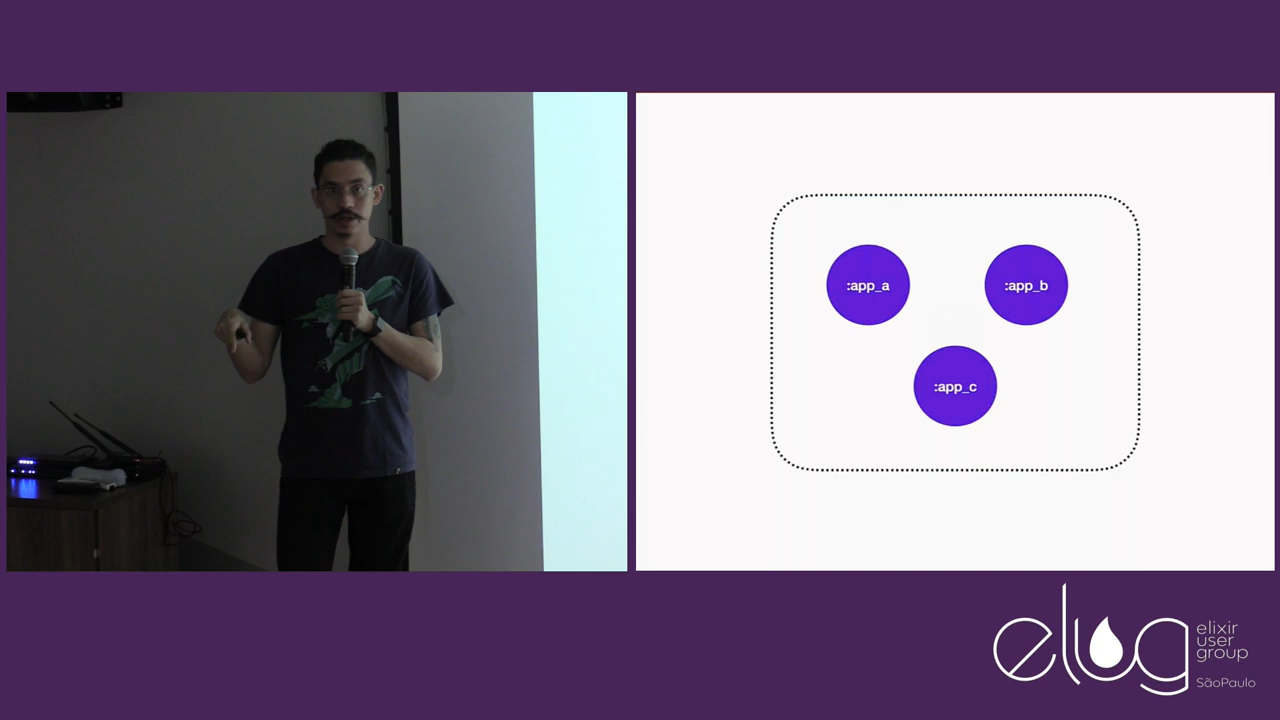 :app_a
:app_b
:app_c
elug
elixir
user
group
SãoPaulo